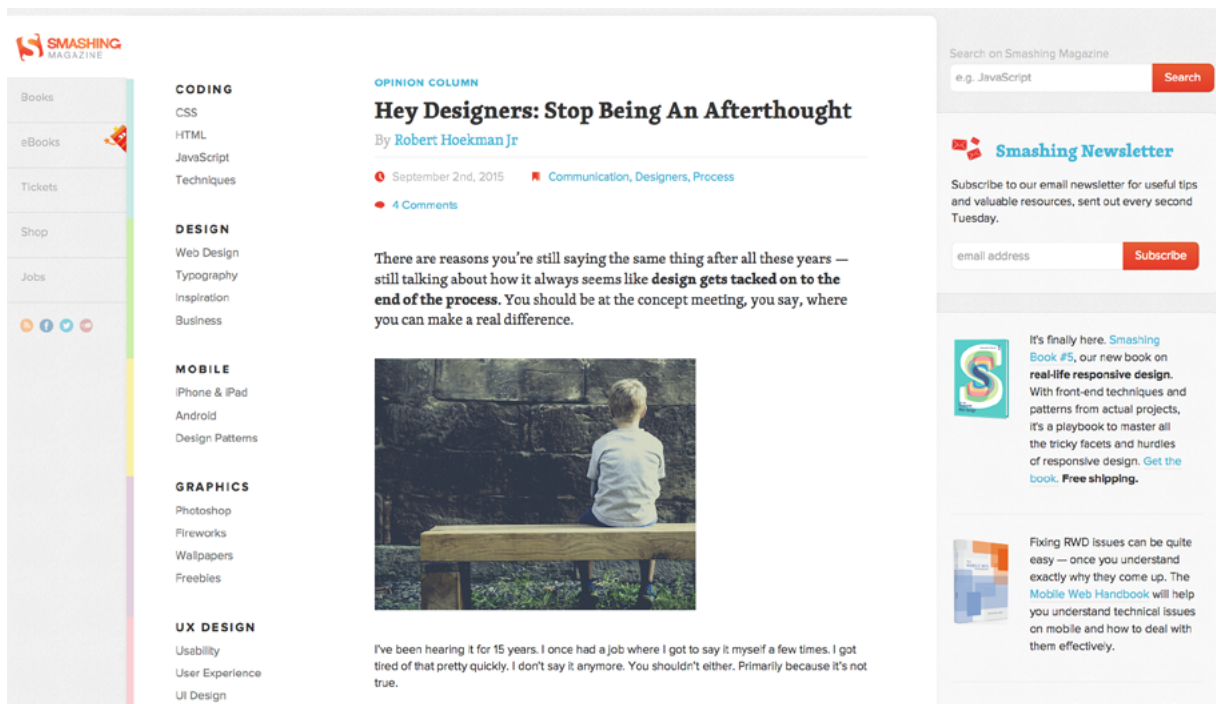 SMASHING
MAGAZINE
Books
eBooks
Tickets
Shop
Jobs
CODING
CSS
HTML
JavaScript
Techniques
DESIGN
Web Design
Typography
Inspiration
Business
MOBILE
iPhone & iPad
Android
Design Patterns
GRAPHICS
Photoshop
Fireworks
Wallpapers
Freebies
UX DESIGN
Usability
User Experience
UI Design
OPINION COLUMN
Hey Designers: Stop Being An Afterthought
By Robert Hoekman Jr
September 2nd, 2015 Communication, Designers, Process
4 Comments
There are reasons you’re still saying the same thing after all these years —
still talking about how it always seems like design gets tacked on to the
end of the process. You should be at the concept meeting, you say, where
you can make a real difference.
I've been hearing it for 15 years. I once had a job where I got to say it myself a few times. I got
tired of that pretty quickly. I don't say it anymore. You shouldn't either. Primarily because it's not
true.
Search on Smashing Magazine
e.g. JavaScript Search
Smashing Newsletter
Subscribe to our email newsletter for useful tips
and valuable resources, sent out every second
Tuesday.
email address Subscribe
It's finally here. Smashing
Book #5, our new book on
real-life responsive design.
With front-end techniques and
patterns from actual projects,
it's a playbook to master all
the tricky facets and hurdles
of responsive design. Get the
book. Free shipping.
Fixing RWD issues can be quite
easy — once you understand
exactly why they come up. The
Mobile Web Handbook will help
you understand technical issues
on mobile and how to deal with
them effectively.